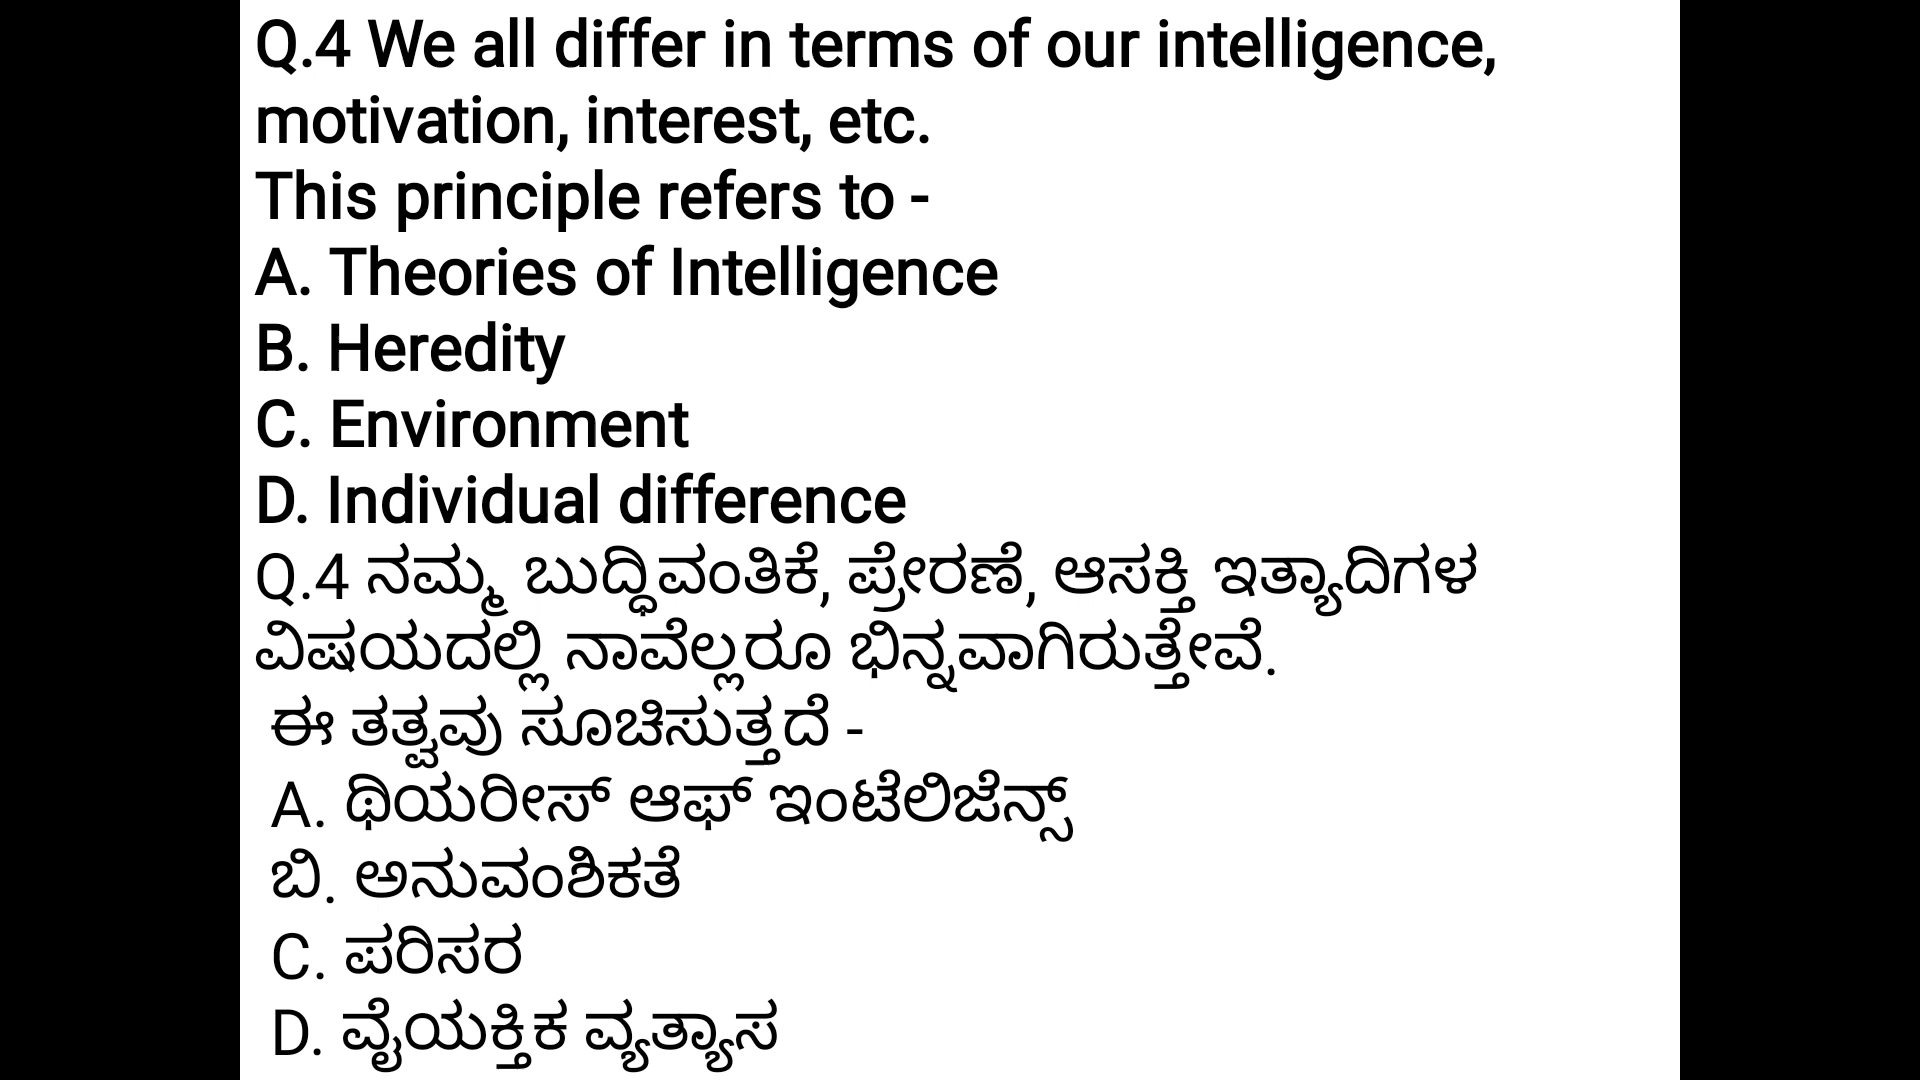 Q.4 We all differ in terms of our intelligence,
motivation, interest, etc.
This principle refers to -
A. Theories of Intelligence
B. Heredity
C. Environment
D. Individual difference
Q.4 ನಮ್ಮ ಬುದ್ಧಿವಂತಿಕೆ, ಪ್ರೇರಣೆ, ಆಸಕ್ತಿ ಇತ್ಯಾದಿಗಳ
ವಿಷಯದಲ್ಲಿ ನಾವೆಲ್ಲರೂ ಭಿನ್ನವಾಗಿರುತ್ತೇವೆ.
ಈ ತತ್ವವು ಸೂಚಿಸುತ್ತದೆ -
A. ಥಿಯರೀಸ್ ಆಫ್ ಇಂಟೆಲಿಜೆನ್ಸ್
ಬಿ. ಅನುವಂಶಿಕತೆ
C. ಪರಿಸರ
D. ವೈಯಕ್ತಿಕ ವ್ಯತ್ಯಾಸ